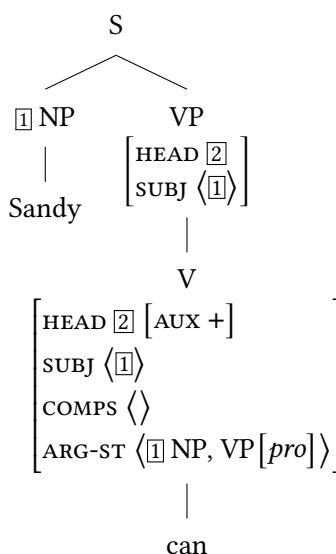 S
1 NP VP
[HEAD 2
SUBJ ⟨1⟩]
Sandy
V
[HEAD 2 [AUX +]
SUBJ ⟨1⟩
COMPS ⟨⟩
ARG-ST ⟨1 NP, VP[pro]⟩]
can